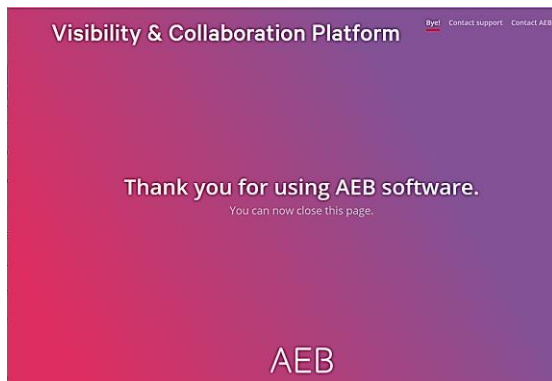 Visibility & Collaboration Platform
Bye! Contact support Contact AEB
Thank you for using AEB software.
You can now close this page.
AEB